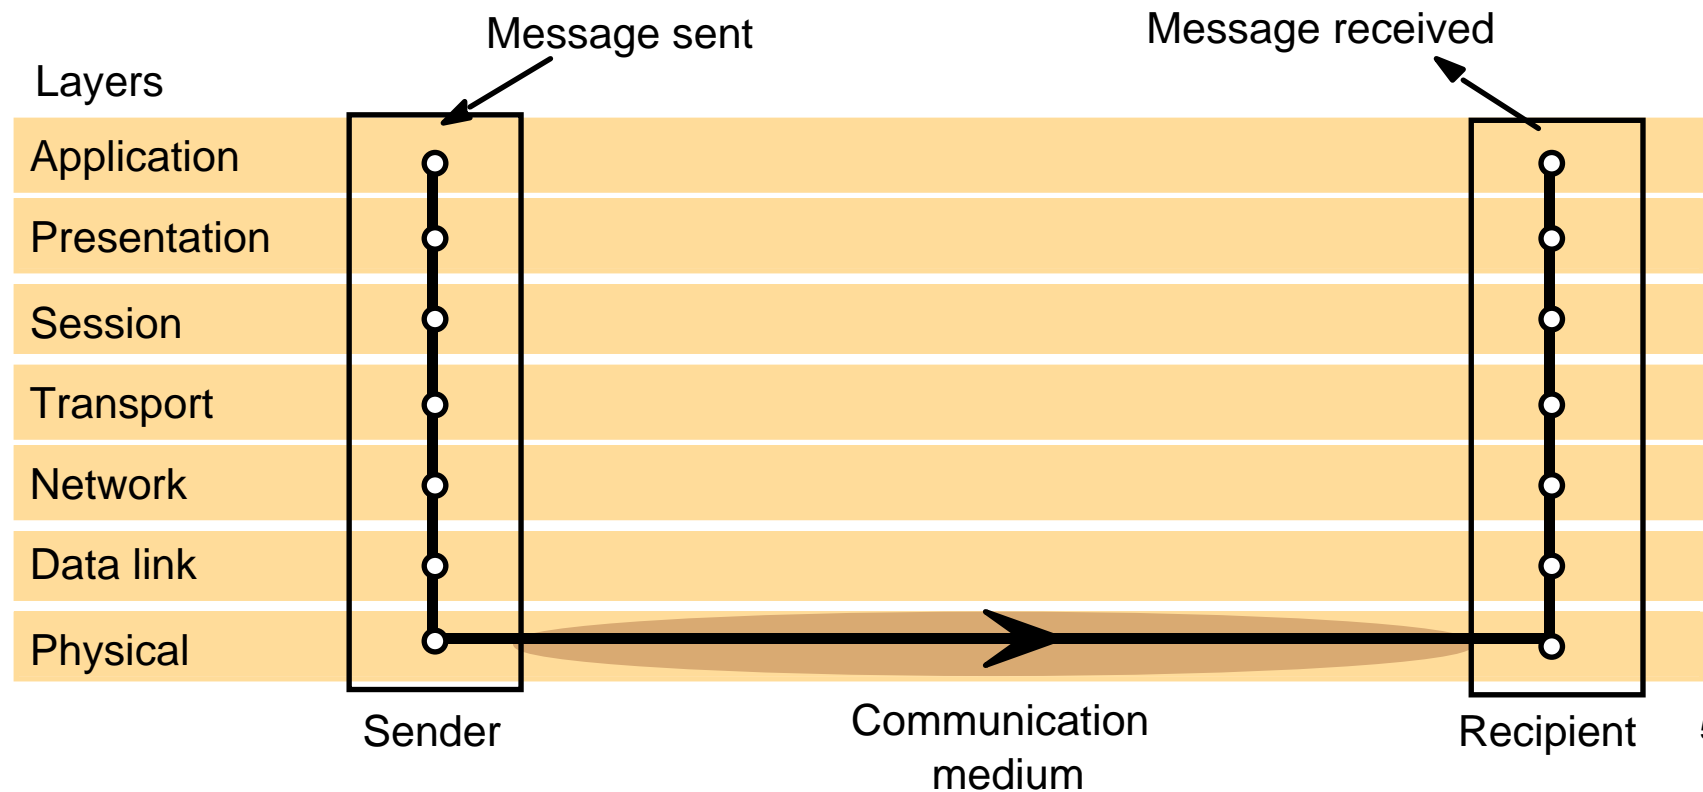 Message sent
Message received
Layers
Application
Presentation
Session
Transport
Network
Data link
Physical
Sender
Communication
medium
Recipient